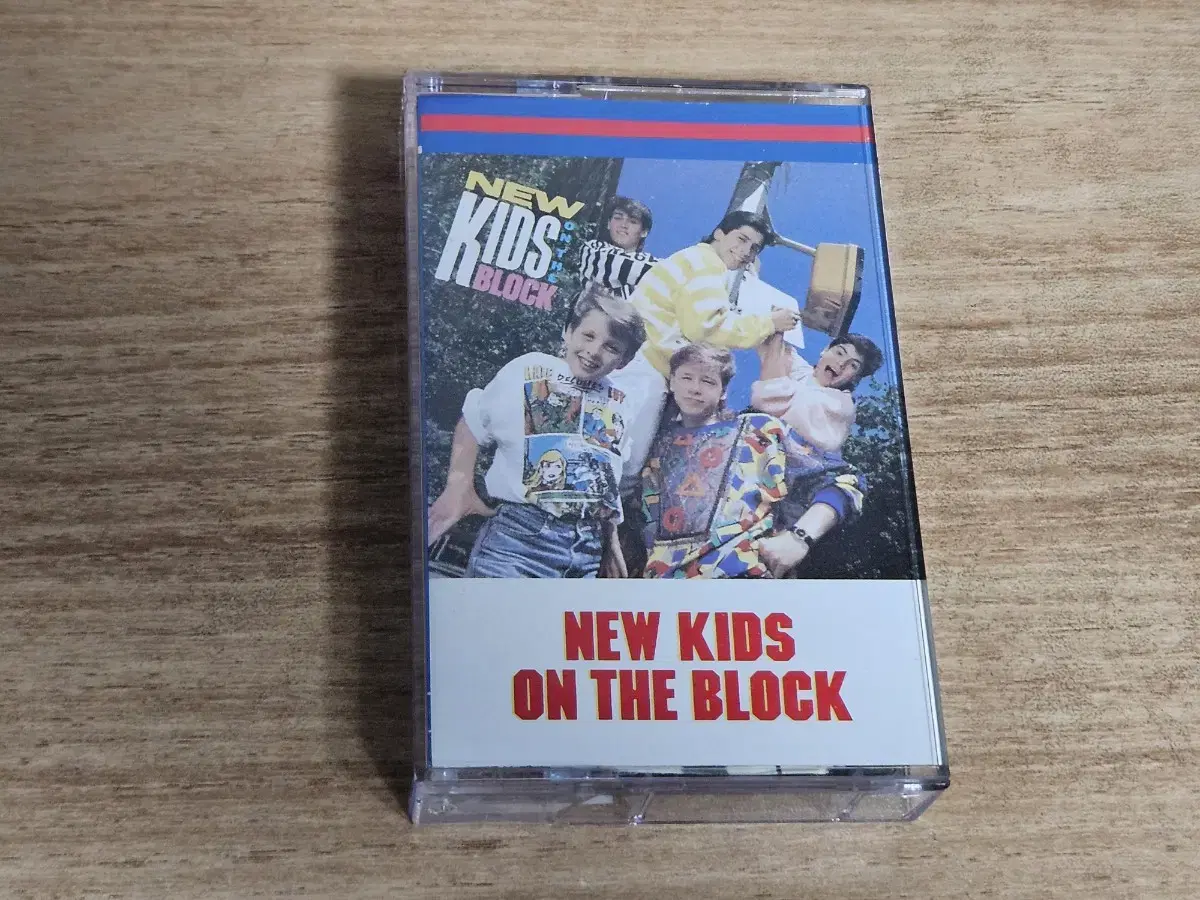 NEW
KIDS
ON THE
BLOCK
NEW KIDS
ON THE BLOCK